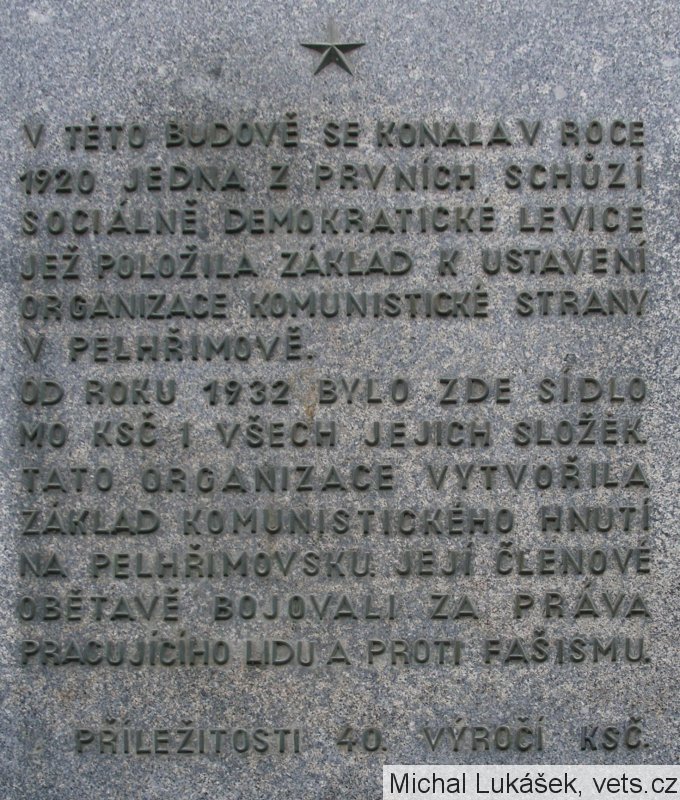 V TÉTO BUDOVĚ SE KONALA V ROCE
1920 JEDNA Z PRVNÍCH SCHŮZÍ
SOCIÁLNĚ DEMOKRATICKÉ LEVICE
JEŽ POLOŽILA ZÁKLAD K USTAVENÍ
ORGANIZACE KOMUNISTICKÉ STRANY
V PELHŘIMOVĚ.
OD ROKU 1932 BYLO ZDE SÍDLO
MO KSČ I VŠECH JEJICH SLOŽEK.
TATO ORGANIZACE VYTVOŘILA
ZÁKLAD KOMUNISTICKÉHO HNUTÍ
NA PELHŘIMOVSKU. JEJÍ ČLENOVÉ
OBĚTAVĚ BOJOVALI ZA PRÁVA
PRACUJÍCÍHO LIDU A PROTI FAŠISMU.
PŘÍLEŽITOSTI 40. VÝROČÍ KSČ.
Michal Lukášek, vets.cz